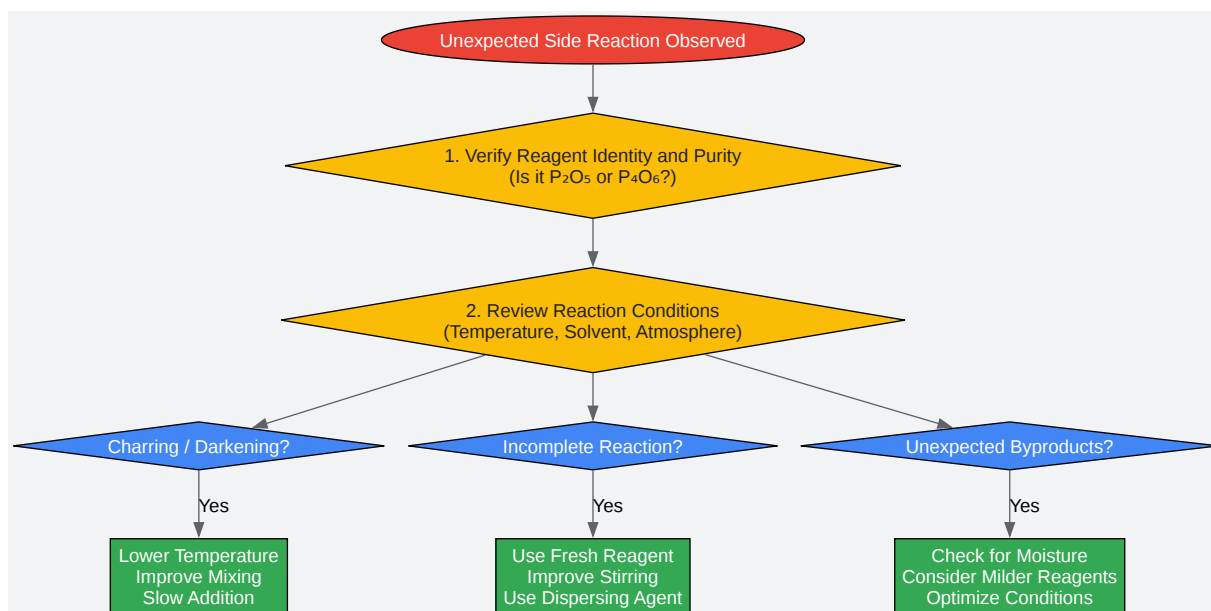 Unexpected Side Reaction Observed
1. Verify Reagent Identity and Purity
(Is it P₂O₅ or P₄O₆?)
2. Review Reaction Conditions
(Temperature, Solvent, Atmosphere)
Charring / Darkening?
Incomplete Reaction?
Unexpected Byproducts?
Yes
Yes
Yes
Lower Temperature
Improve Mixing
Slow Addition
Use Fresh Reagent
Improve Stirring
Use Dispersing Agent
Check for Moisture
Consider Milder Reagents
Optimize Conditions